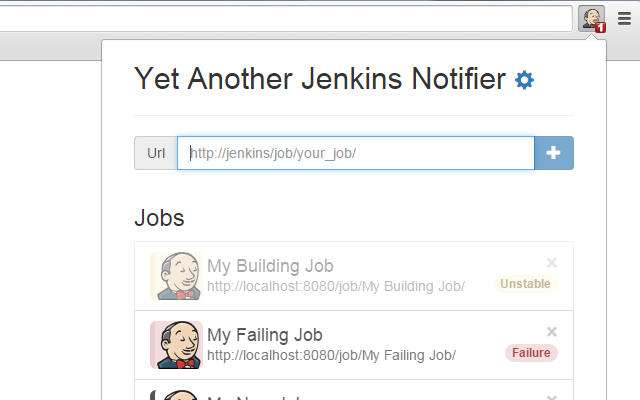 1
Yet Another Jenkins Notifier
Url http://jenkins/job/your_job/
Jobs
My Building Job
http://localhost:8080/job/My Building Job/ Unstable
My Failing Job
http://localhost:8080/job/My Failing Job/ Failure